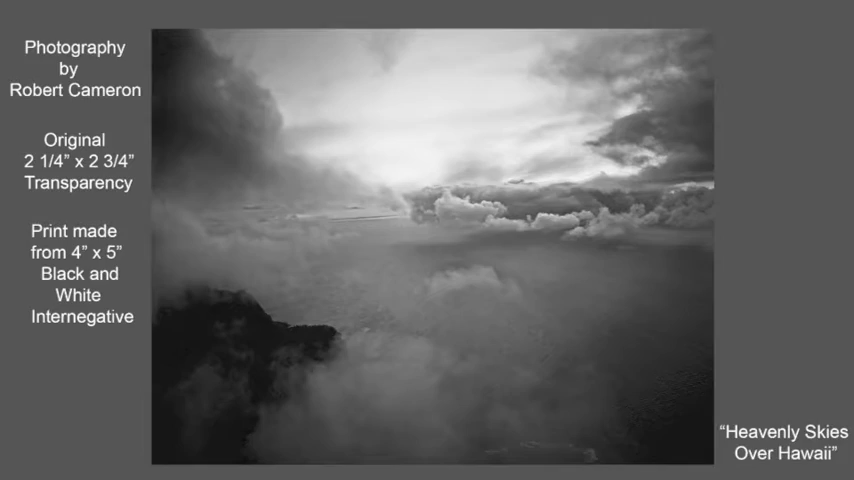 Photography
by
Robert Cameron
Original
2 1/4” x 2 3/4”
Transparency
Print made
from 4” x 5”
Black and
White
Internegative
“Heavenly Skies
Over Hawaii”